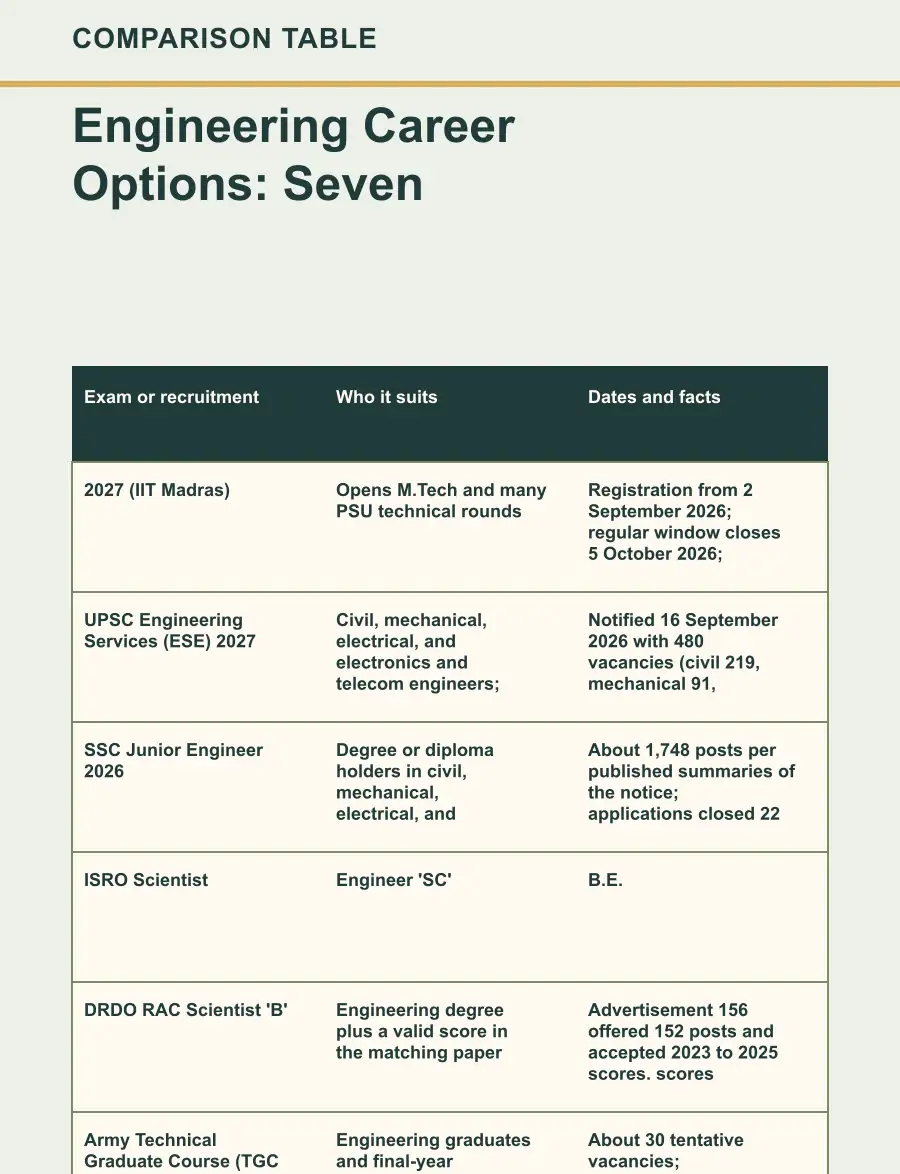 COMPARISON TABLE
Engineering Career
Options: Seven
Exam or recruitment
Who it suits
Dates and facts
2027 (IIT Madras)
Opens M.Tech and many
PSU technical rounds
Registration from 2
September 2026;
regular window closes
5 October 2026;
UPSC Engineering
Services (ESE) 2027
Civil, mechanical,
electrical, and
electronics and
telecom engineers;
Notified 16 September
2026 with 480
vacancies (civil 219,
mechanical 91,
SSC Junior Engineer
2026
Degree or diploma
holders in civil,
mechanical,
electrical, and
About 1,748 posts per
published summaries of
the notice;
applications closed 22
ISRO Scientist
Engineer 'SC'
B.E.
DRDO RAC Scientist 'B'
Engineering degree
plus a valid score in
the matching paper
Advertisement 156
offered 152 posts and
accepted 2023 to 2025
scores. scores
Army Technical
Graduate Course (TGC
Engineering graduates
and final-year
About 30 tentative
vacancies;